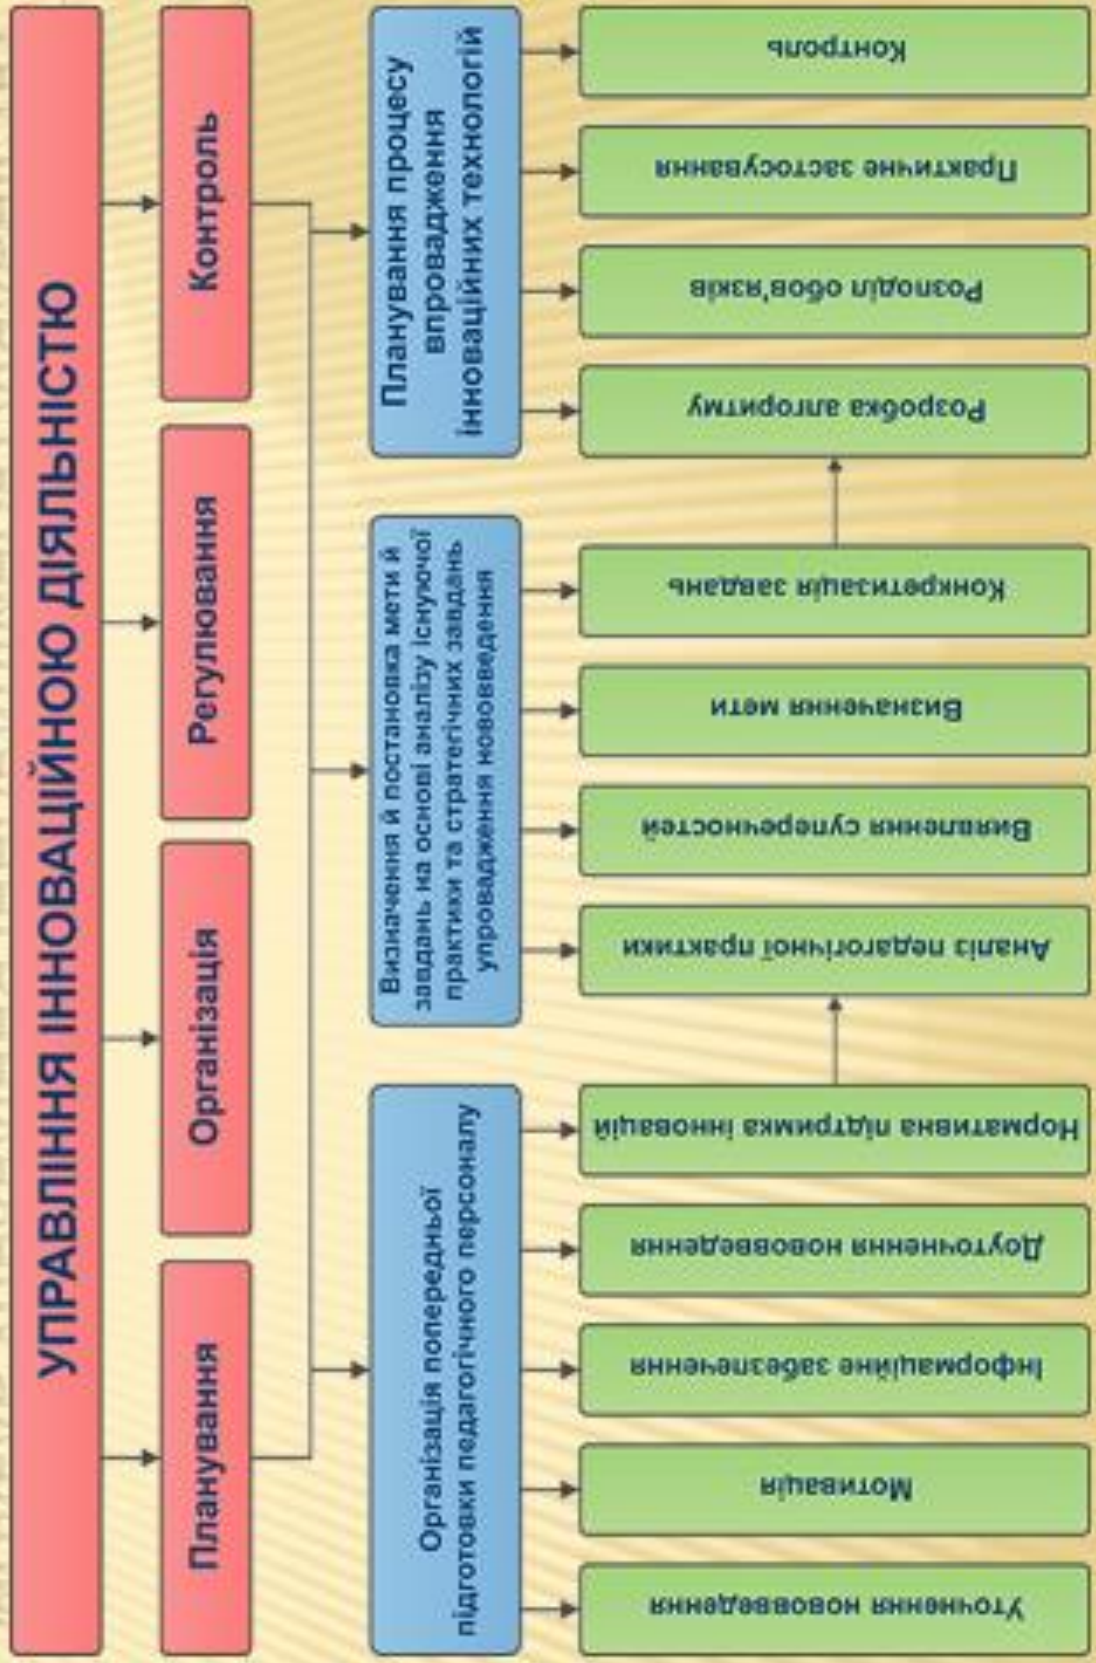 УПРАВЛІННЯ ІННОВАЦІЙНОЮ ДІЯЛЬНІСТЮ
Планування
Організація
Регулювання
Контроль
Організація попередньої
підготовки педагогічного персоналу
Визначення й постановка мети й
завдань на основі аналізу існуючої
практики та стратегічних завдань
упровадження нововведення
Планування процесу
впровадження
інноваційних технологій
Уточнення нововведення
Мотивація
Інформаційне забезпечення
Доуточнення нововведення
Нормативна підтримка інновацій
Аналіз педагогічної практики
Виявлення суперечностей
Визначення мети
Конкретизація завдань
Розробка алгоритму
Розподіл обов'язків
Практичне застосування
Контроль